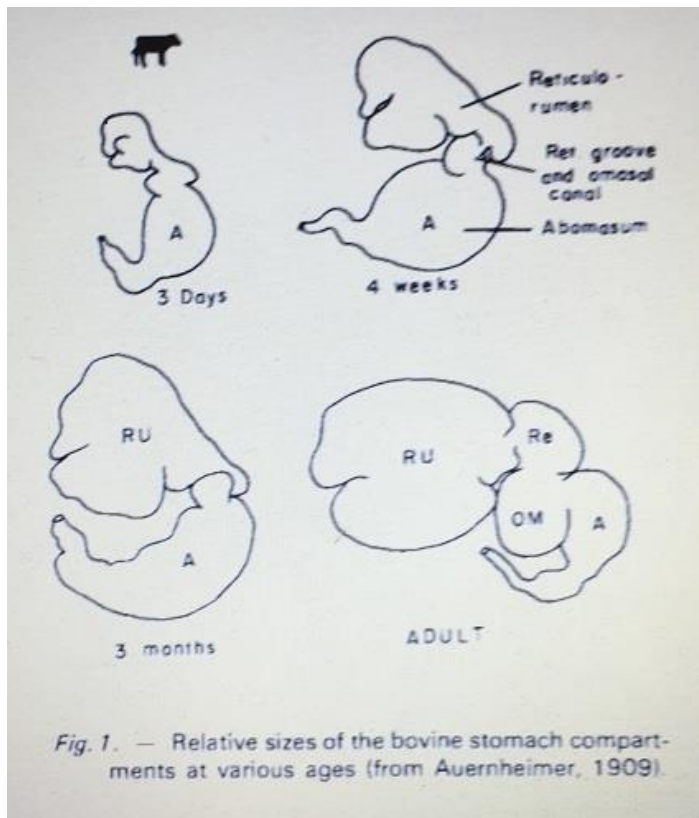 Reticulo-
rumen
Ret. groove
and omasal
canal
A
3 Days
A
Abomasum
4 weeks
RU
A
3 months
RU
Re
OM
A
ADULT
Fig. 1. — Relative sizes of the bovine stomach compart-
ments at various ages (from Auernheimer, 1909).